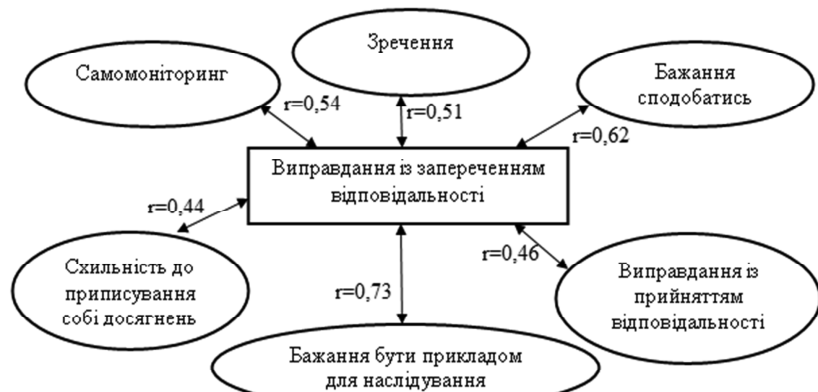 Зречення
Самомоніторинг
Бажання
сподобатись
r=0,54
r=0,51
r=0,62
Виправдання із запереченням
відповідальності
r=0,44
r=0,46
Схильність до
приписування
собі досягнень
r=0,73
Виправдання із
прийняттям
відповідальності
Бажання бути прикладом
для наслідування